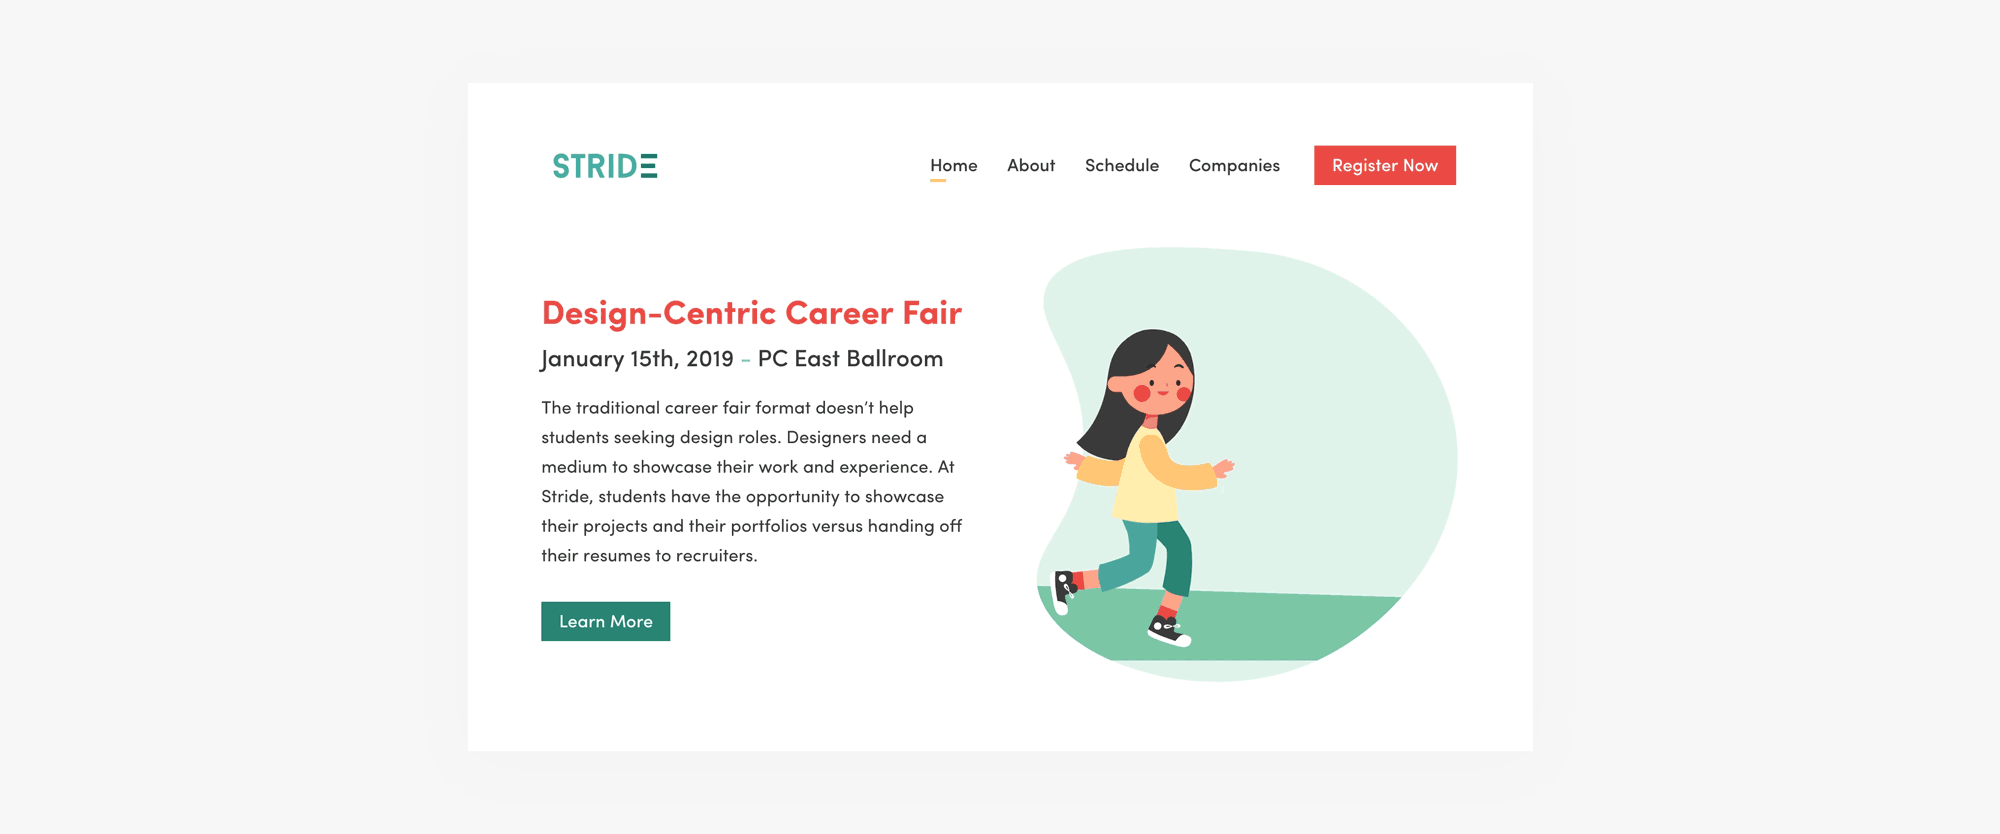 STRIDE
Home About Schedule Companies Register Now
Design-Centric Career Fair
January 15th, 2019 - PC East Ballroom
The traditional career fair format doesn’t help
students seeking design roles. Designers need a
medium to showcase their work and experience. At
Stride, students have the opportunity to showcase
their projects and their portfolios versus handing off
their resumes to recruiters.
Learn More